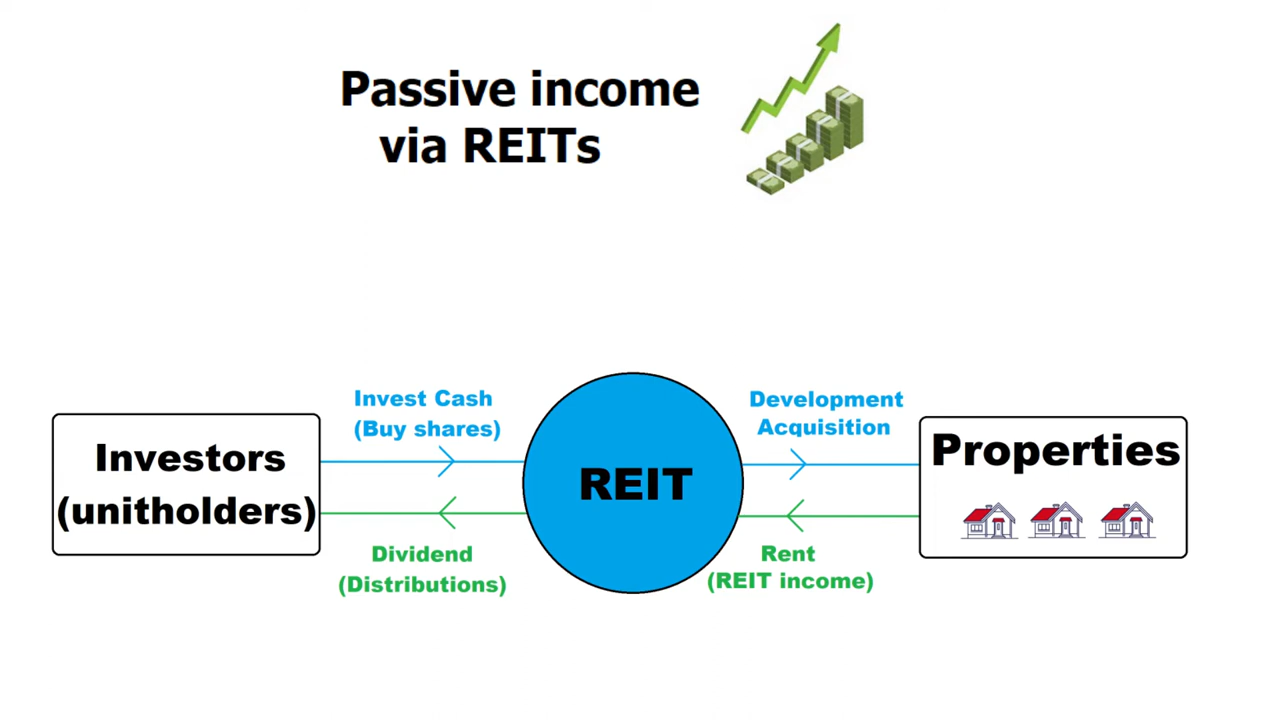 Passive income
via REITs
Invest Cash
(Buy shares)
Development
Acquisition
Investors
(unitholders)
REIT
Properties
Dividend
(Distributions)
Rent
(REIT income)